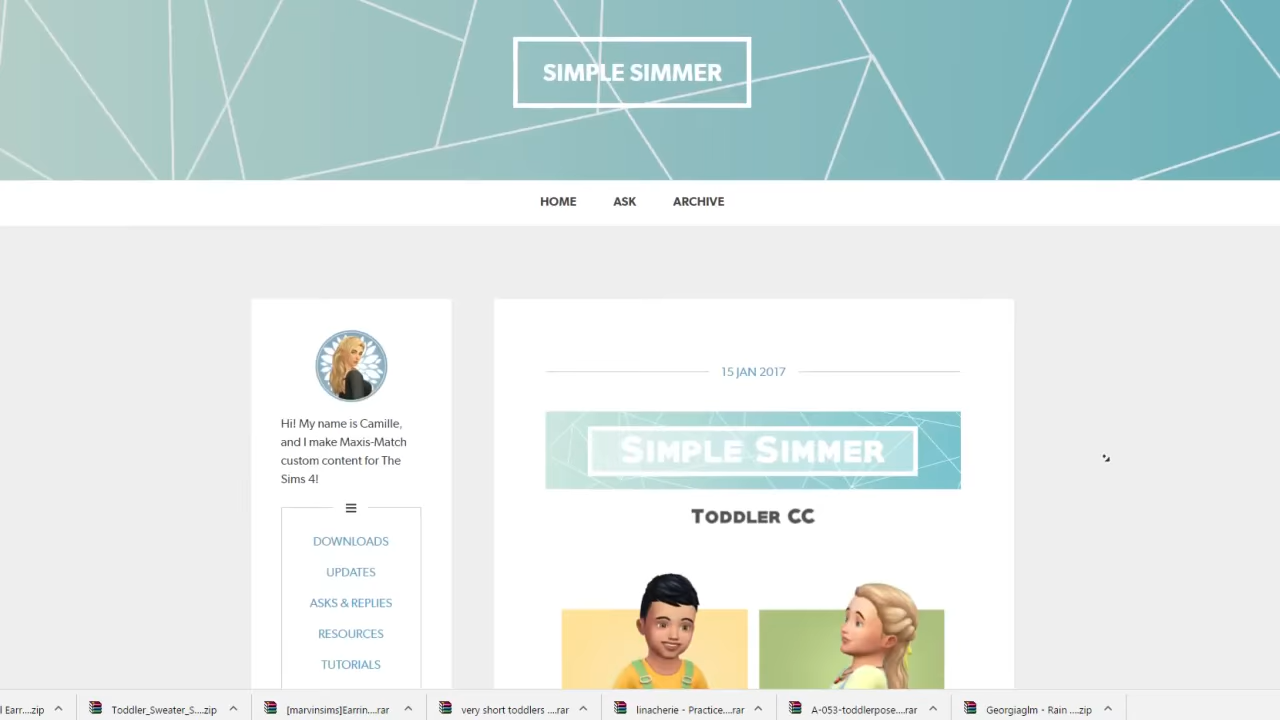 SIMPLE SIMMER
HOME ASK ARCHIVE
15 JAN 2017
SIMPLE SIMMER
TODDLER CC
Hi! My name is Camille,
and I make Maxis-Match
custom content for The
Sims 4!
DOWNLOADS
UPDATES
ASKS & REPLIES
RESOURCES
TUTORIALS
l Earr....zip
Toddler_Sweater_S....zip
[marvinsims]Earrin....rar
very short toddlers ....rar
linacherie - Practice....rar
A-053-toddlerpose....rar
Georgiaglm - Rain ....zip